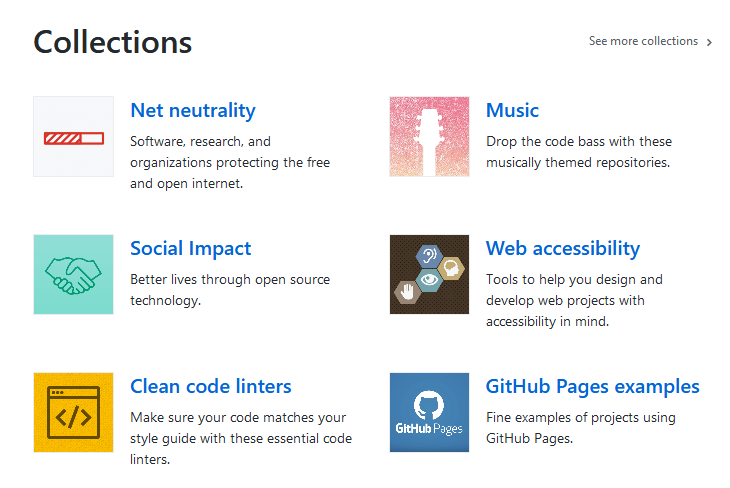 Collections
See more collections
Net neutrality
Software, research, and
organizations protecting the free
and open internet.
Music
Drop the code bass with these
musically themed repositories.
Social Impact
Better lives through open source
technology.
Web accessibility
Tools to help you design and
develop web projects with
accessibility in mind.
Clean code linters
Make sure your code matches your
style guide with these essential code
linters.
GitHub Pages
GitHub Pages examples
Fine examples of projects using
GitHub Pages.